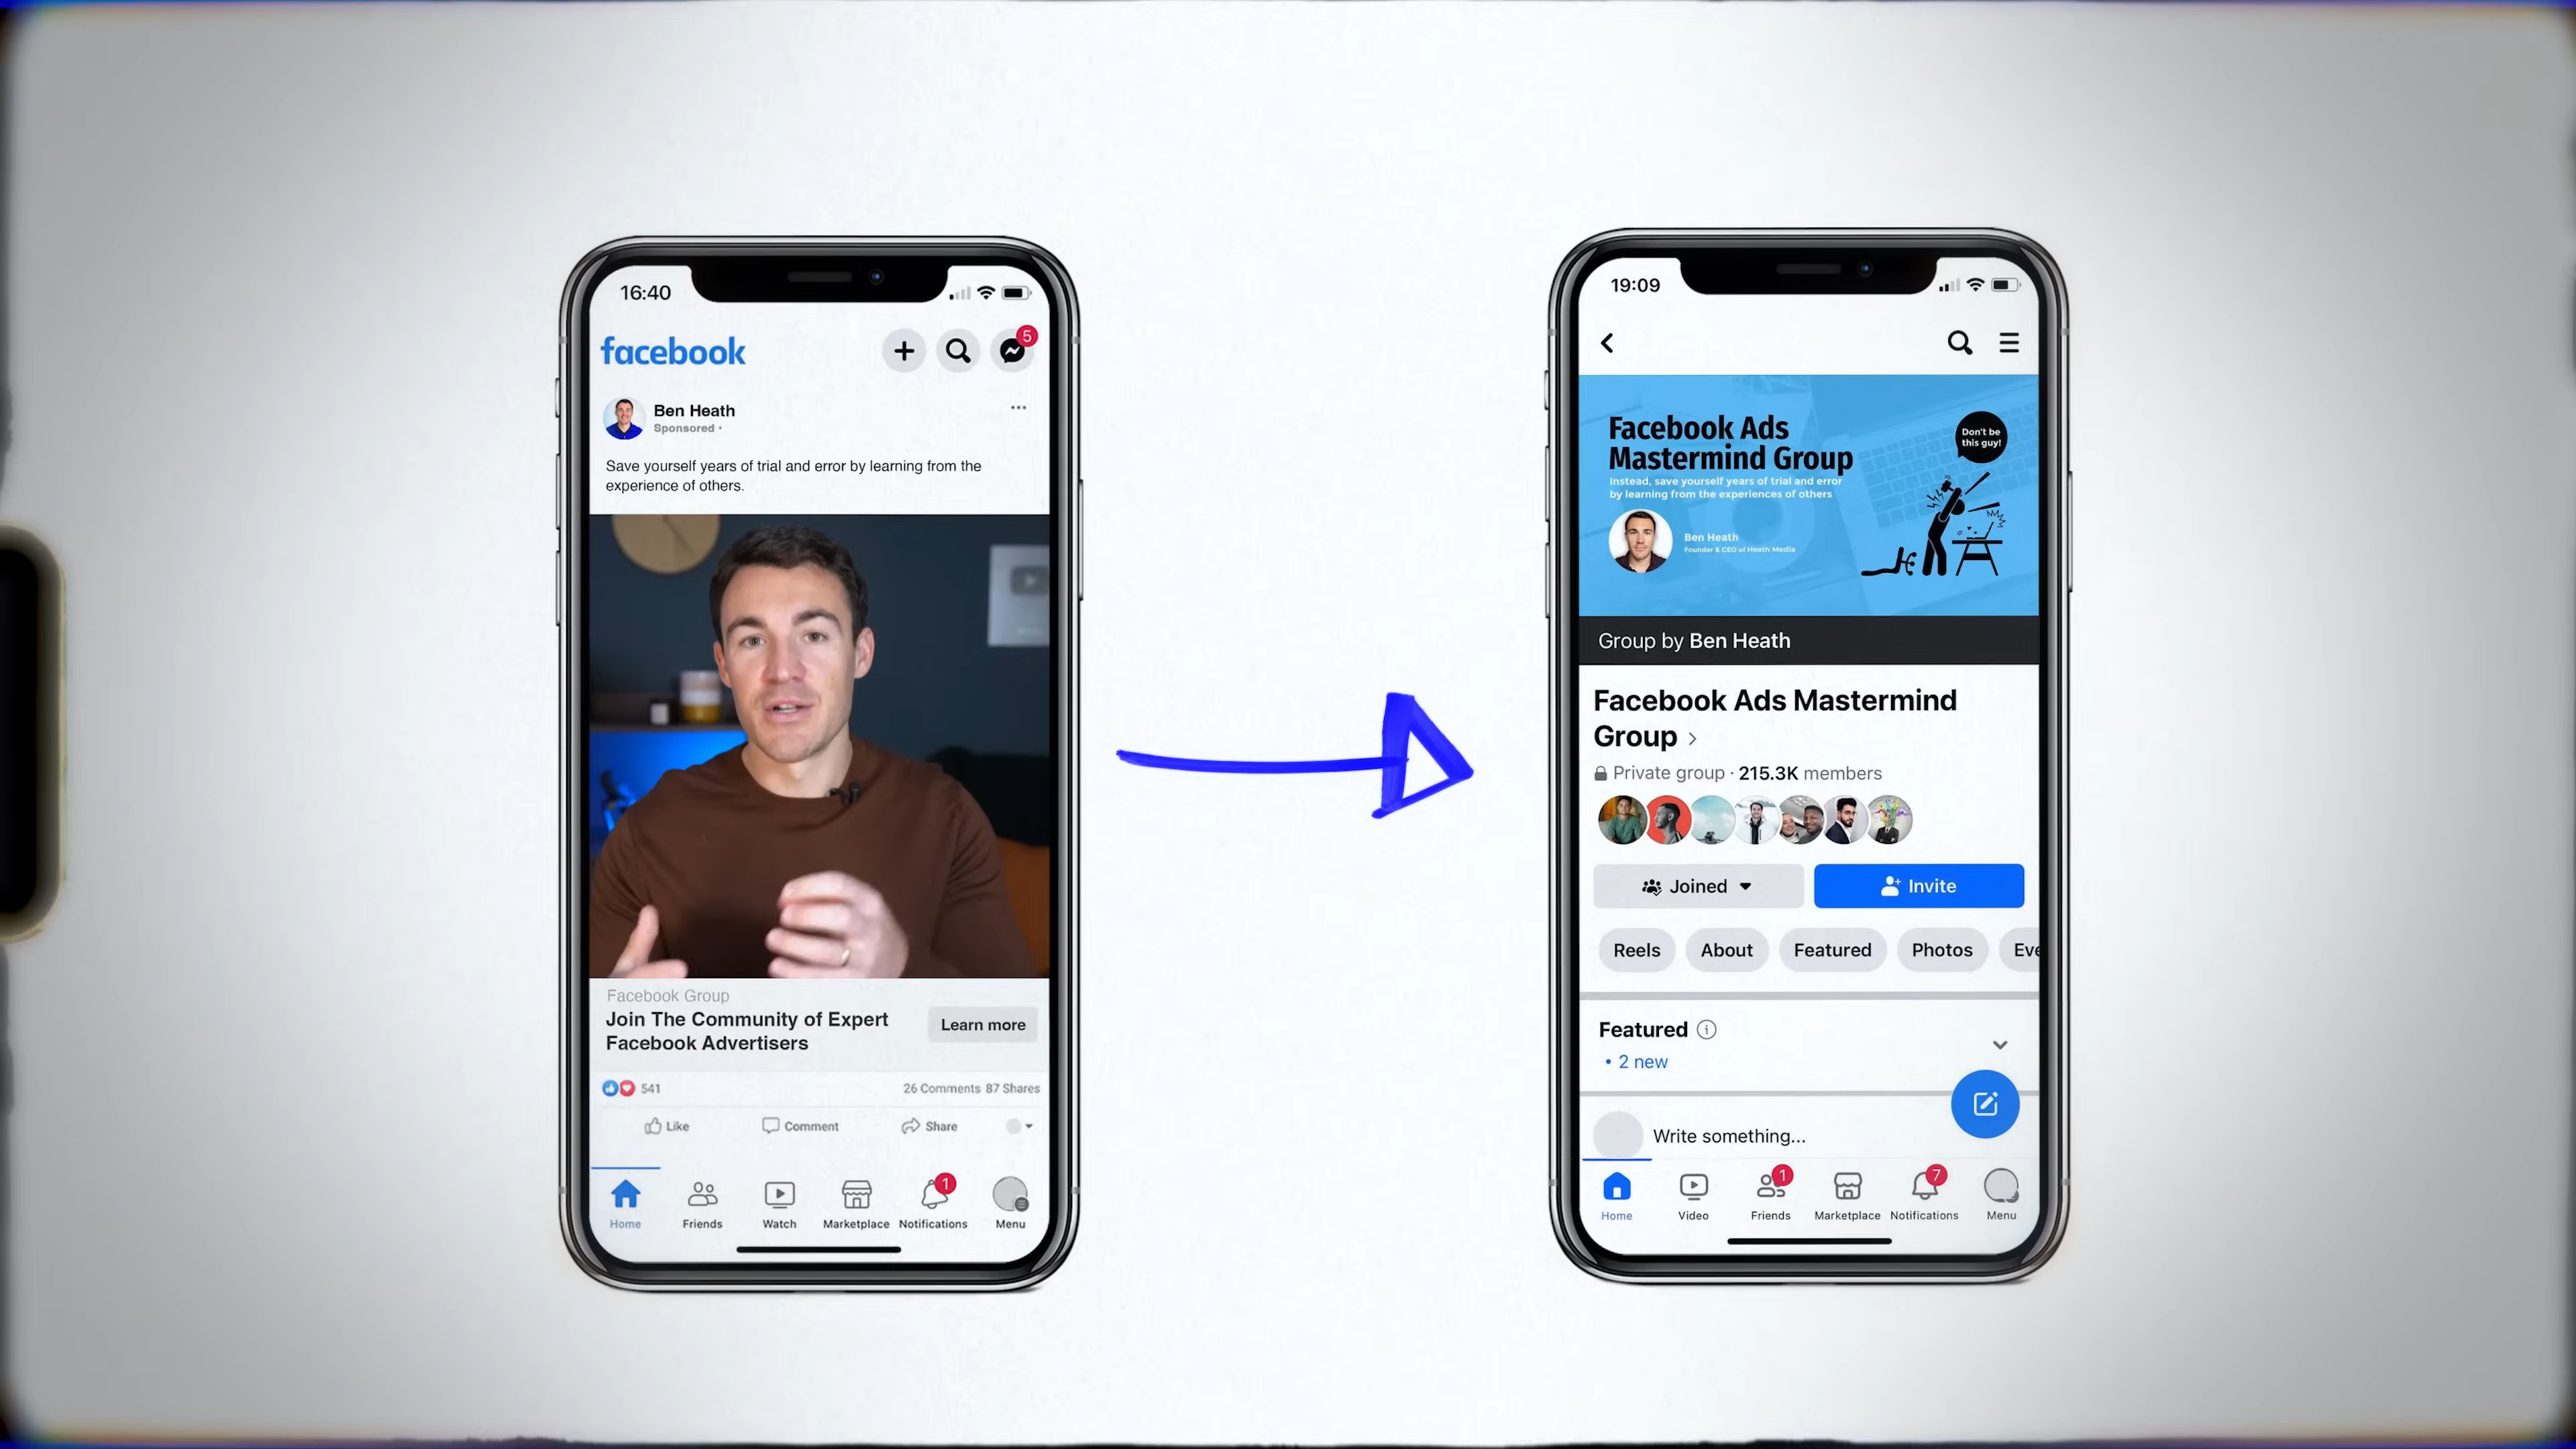 16:40
facebook
5
Ben Heath
Sponsored ·
Save yourself years of trial and error by learning from the
experience of others.
Facebook Group
Join The Community of Expert
Facebook Advertisers
Learn more
541
26 Comments 87 Shares
Like
Comment
Share
1
Home
Friends
Watch
Marketplace
Notifications
Menu
19:09
Facebook Ads
Mastermind Group
Instead, save yourself years of trial and error
by learning from the experiences of others
Don't be
this guy!
Ben Heath
Founder & CEO of Heath Media
Group by Ben Heath
Facebook Ads Mastermind
Group >
Private group · 215.3K members
Joined
Invite
Reels
About
Featured
Photos
Eve
Featured
• 2 new
Write something...
1
7
Home
Video
Friends
Marketplace
Notifications
Menu